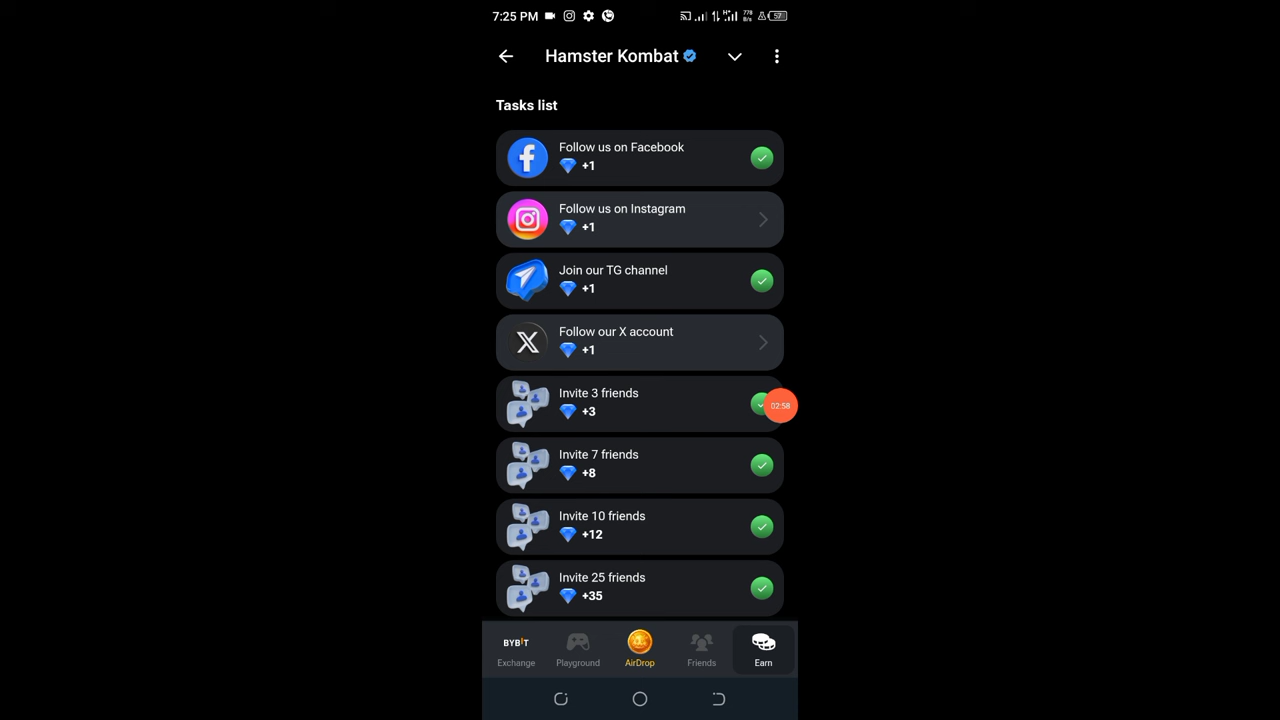 7:25 PM
778
B/s
57
Hamster Kombat
Tasks list
Follow us on Facebook
+1
Follow us on Instagram
+1
Join our TG channel
+1
Follow our X account
+1
Invite 3 friends
+3
02:58
Invite 7 friends
+8
Invite 10 friends
+12
Invite 25 friends
+35
BYBIT
Exchange
Playground
AirDrop
Friends
Earn